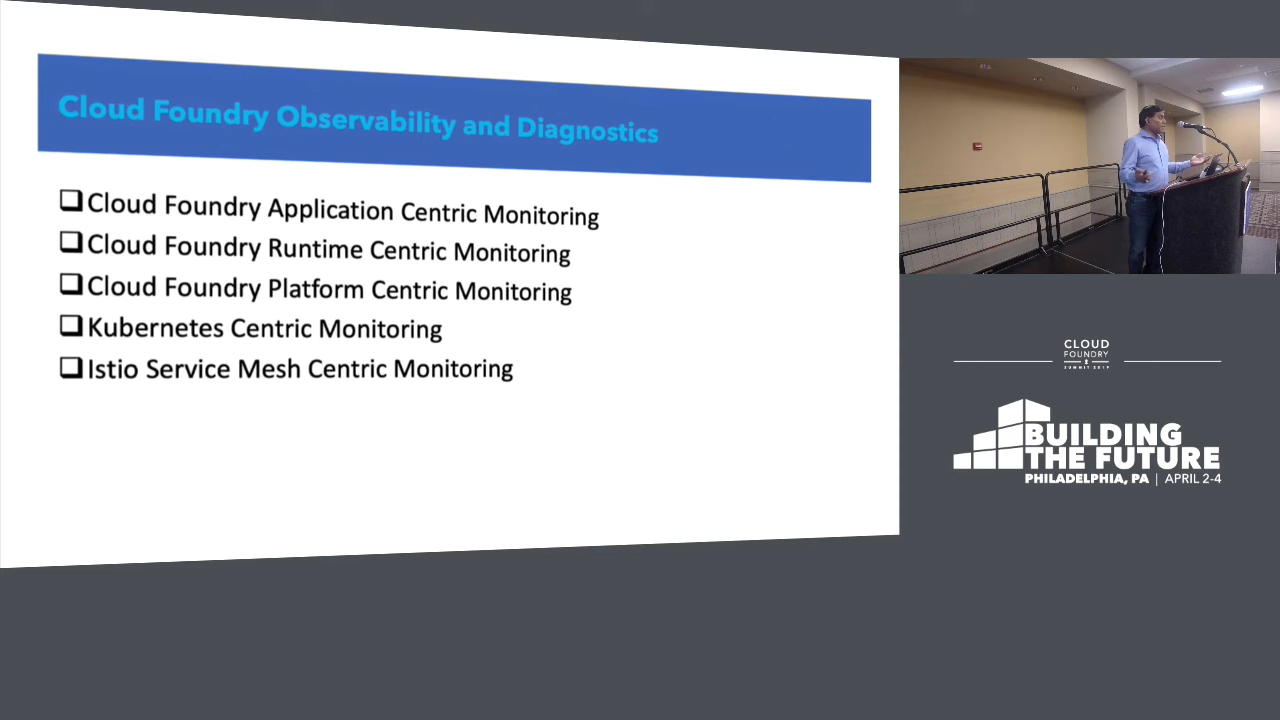 Cloud Foundry Observability and Diagnostics
Cloud Foundry Application Centric Monitoring
Cloud Foundry Runtime Centric Monitoring
Cloud Foundry Platform Centric Monitoring
Kubernetes Centric Monitoring
Istio Service Mesh Centric Monitoring
CLOUD
FOUNDRY
SUMMIT 2019
BUILDING
THE FUTURE
PHILADELPHIA, PA | APRIL 2-4